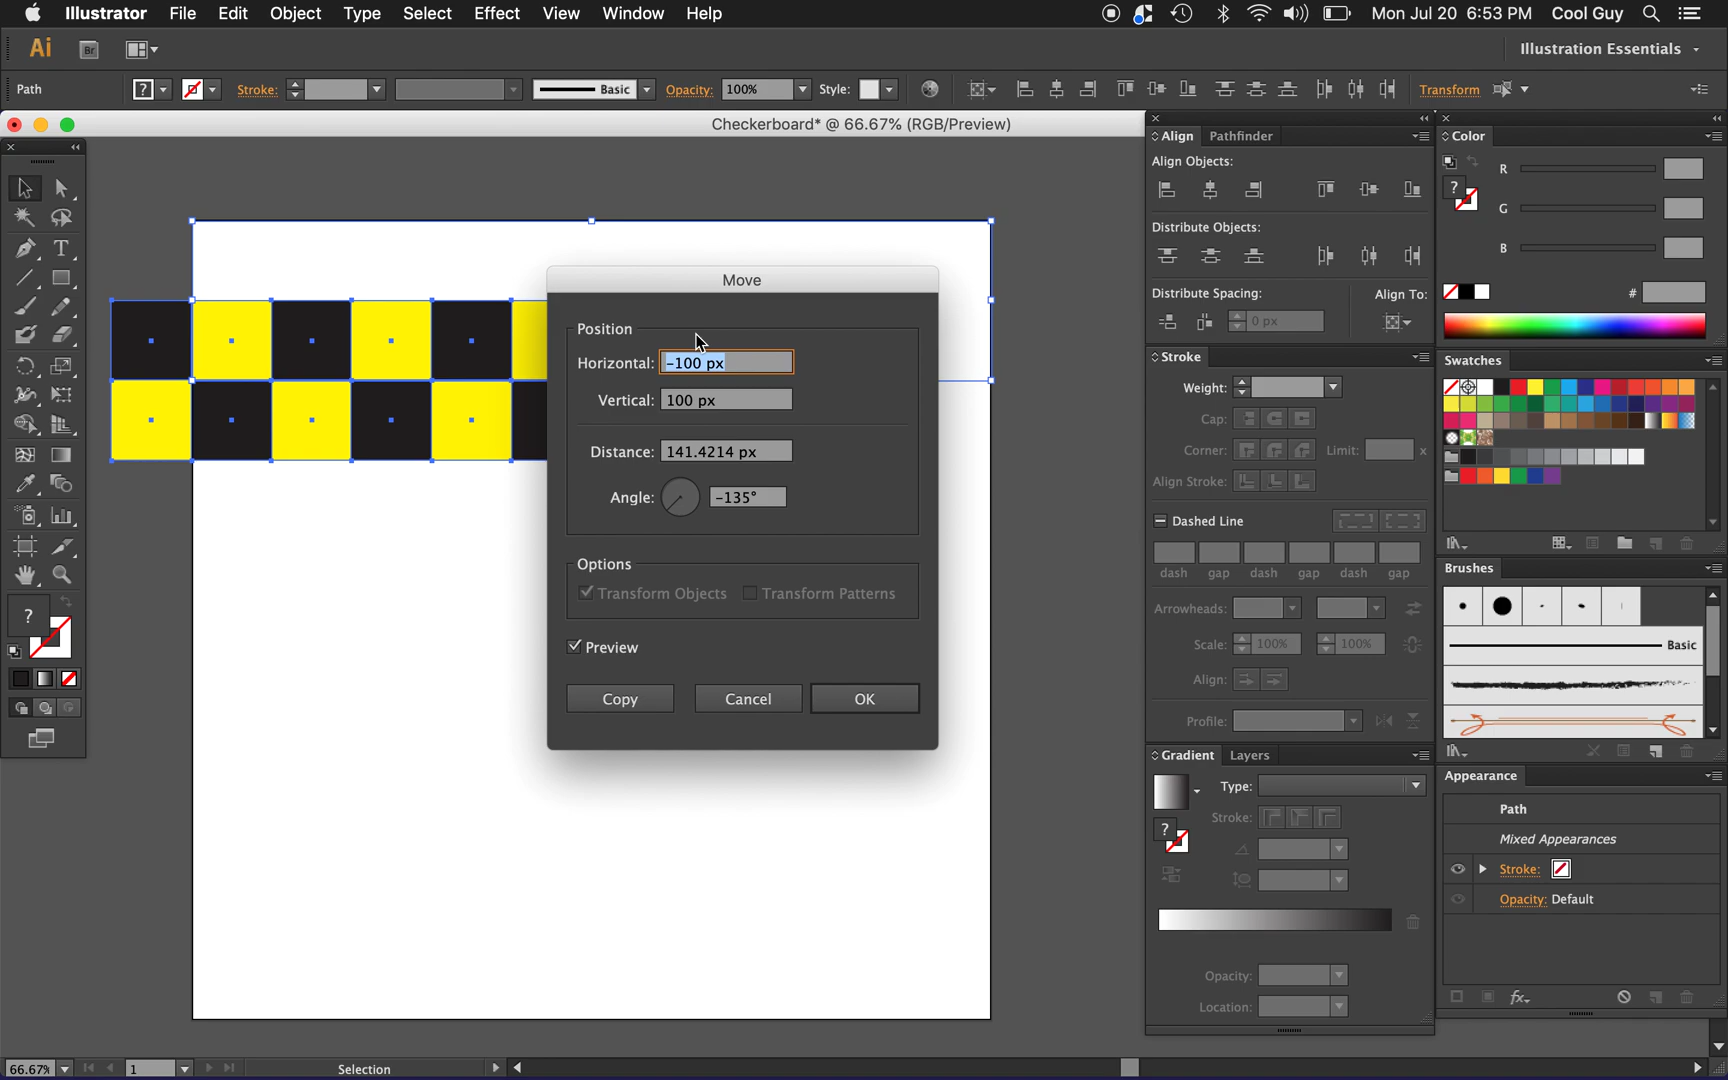 Illustrator File Edit Object Type Select Effect View Window Help Mon Jul 20 6:53 PM Cool Guy
Ai Br Illustration Essentials
Path ? Stroke: Basic Opacity: 100% Style: Transform
Checkerboard* @ 66.67% (RGB/Preview)
Move
Position
Horizontal: -100 px
Vertical: 100 px
Distance: 141.4214 px
Angle: -135°
Options
Transform Objects Transform Patterns
Preview
Copy Cancel OK
T
?
Align Pathfinder
Align Objects:
Distribute Objects:
Distribute Spacing: Align To:
0 px
Stroke
Weight:
Cap:
Corner: Limit: x
Align Stroke:
Dashed Line
dash gap dash gap dash gap
Arrowheads:
Scale: 100% 100%
Align:
Profile:
Gradient Layers
Type:
Stroke:
?
Opacity:
Location:
Color
R
? G
B
#
Swatches
Brushes
Basic
Appearance
Path
Mixed Appearances
Stroke:
Opacity: Default
fx
66.67% 1 Selection